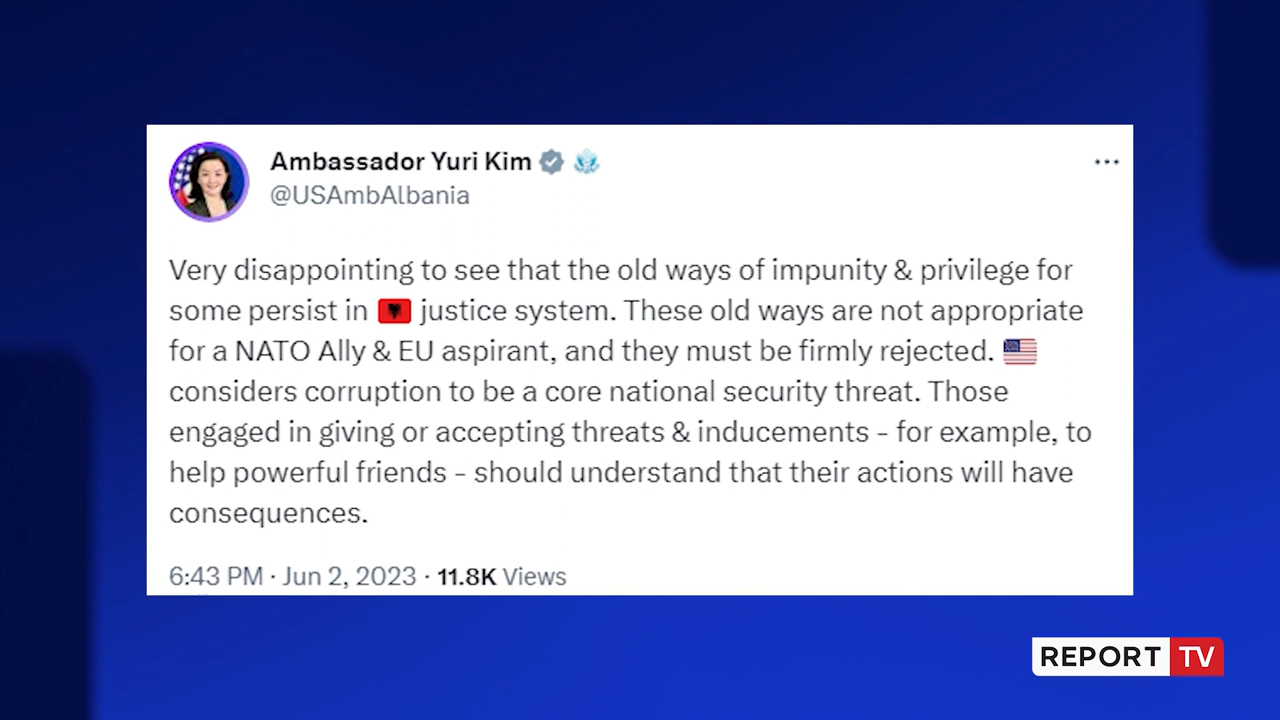 Ambassador Yuri Kim
@USAmbAlbania
Very disappointing to see that the old ways of impunity & privilege for
some persist in 🇦🇱 justice system. These old ways are not appropriate
for a NATO Ally & EU aspirant, and they must be firmly rejected. 🇺🇸
considers corruption to be a core national security threat. Those
engaged in giving or accepting threats & inducements – for example, to
help powerful friends – should understand that their actions will have
consequences.
6:43 PM · Jun 2, 2023 · 11.8K Views
REPORT TV